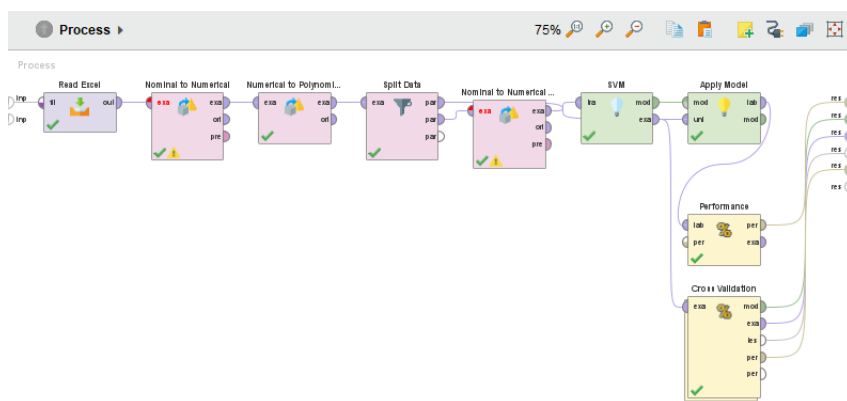 Process
75%
Process
Read Excel
Nominal to Numerical
Numerical to Polynomi...
Split Data
Nominal to Numerical ...
SVM
Apply Model
inp
inp
fil
out
exa
exa
ori
pre
exa
exa
ori
exa
par
par
par
exa
exa
ori
pre
tra
mod
exa
mod
uni
lab
mod
res
res
res
res
res
res
Performance
lab
per
per
exa
Cross Validation
exa
mod
exa
tes
per
per